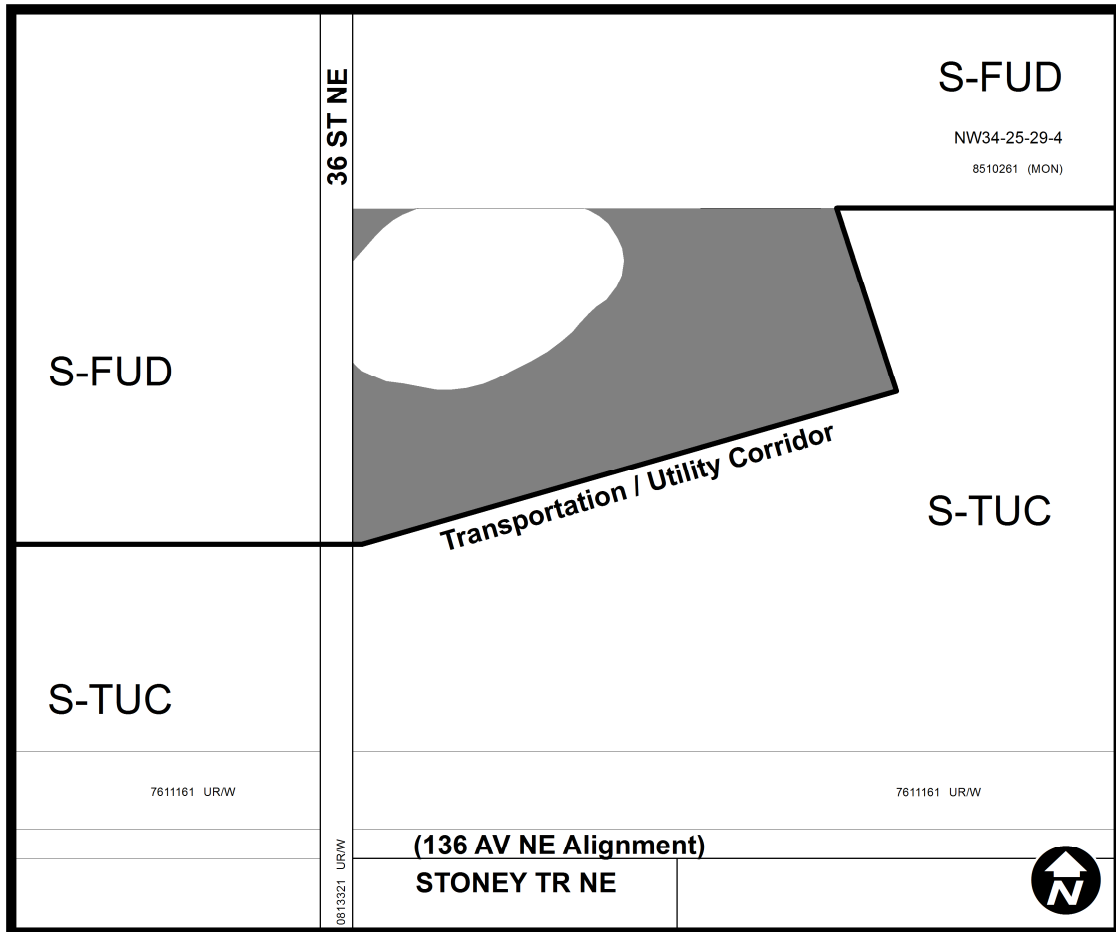 S-FUD
NW34-25-29-4
8510261 (MON)
36 ST NE
S-FUD
Transportation / Utility Corridor
S-TUC
S-TUC
7611161 UR/W
7611161 UR/W
0813321 UR/W
(136 AV NE Alignment)
STONEY TR NE
N